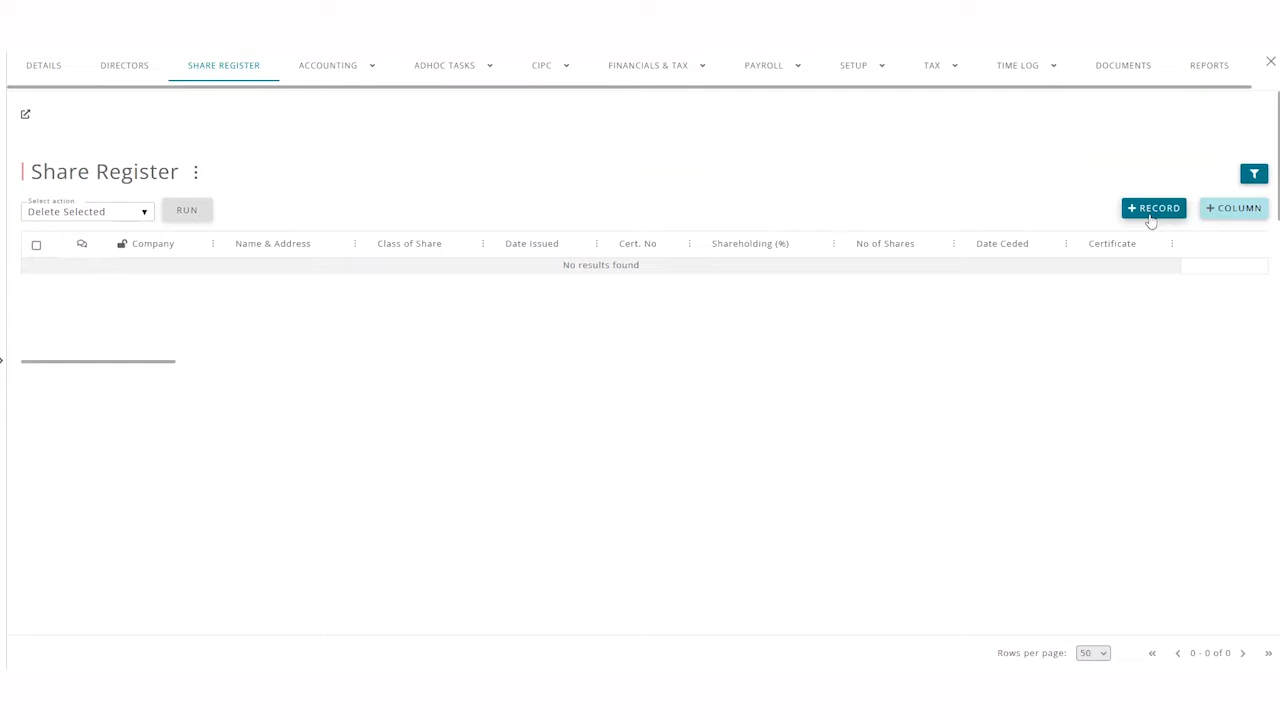 DETAILS DIRECTORS SHARE REGISTER ACCOUNTING ADHOC TASKS CIPC FINANCIALS & TAX PAYROLL SETUP TAX TIME LOG DOCUMENTS REPORTS
Share Register
Select action
Delete Selected RUN + RECORD + COLUMN
Company Name & Address Class of Share Date Issued Cert. No Shareholding (%) No of Shares Date Ceded Certificate
No results found
Rows per page: 50 « 0 - 0 of 0 »